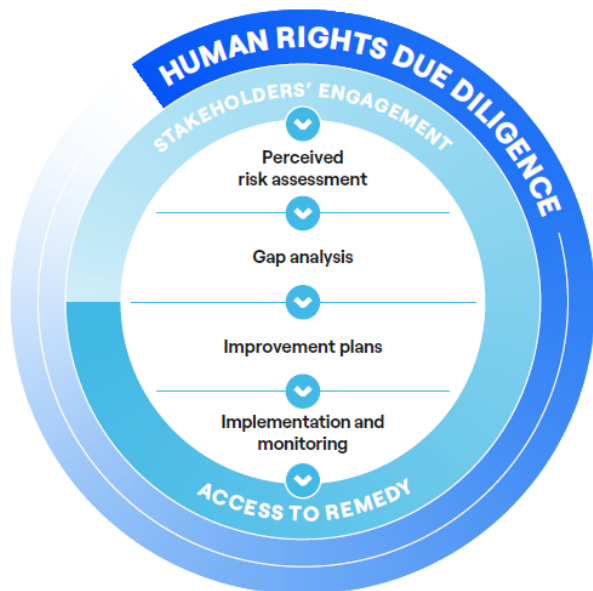 HUMAN RIGHTS DUE DILIGENCE
STAKEHOLDERS' ENGAGEMENT
Perceived
risk assessment
Gap analysis
Improvement plans
Implementation and
monitoring
ACCESS TO REMEDY